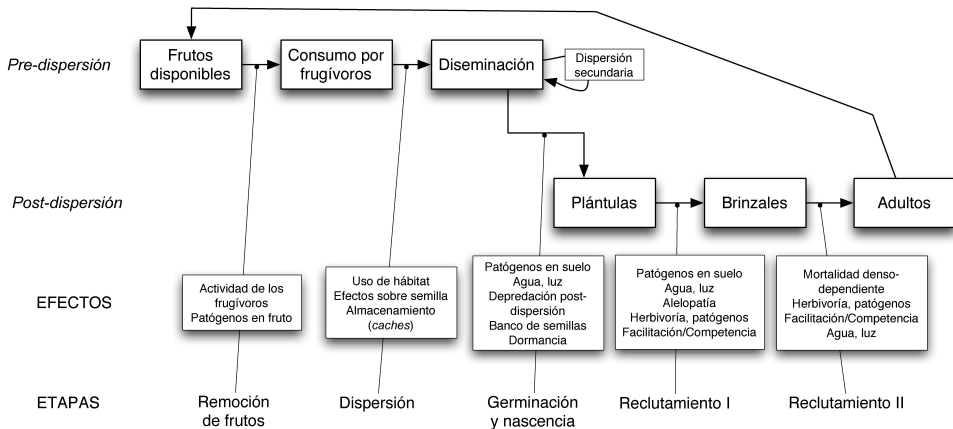 Pre-dispersión
Frutos
disponibles
Consumo por
frugívoros
Diseminación
Dispersión
secundaria
Post-dispersión
Plántulas
Brinzales
Adultos
EFECTOS
Actividad de los
frugívoros
Patógenos en fruto
Uso de hábitat
Efectos sobre semilla
Almacenamiento
(caches)
Patógenos en suelo
Agua, luz
Depredación post-
dispersión
Banco de semillas
Dormancia
Patógenos en suelo
Agua, luz
Alelopatía
Herbivoría, patógenos
Facilitación/Competencia
Mortalidad denso-
dependiente
Herbivoría, patógenos
Facilitación/Competencia
Agua, luz
ETAPAS
Remoción
de frutos
Dispersión
Germinación
y nascencia
Reclutamiento I
Reclutamiento II